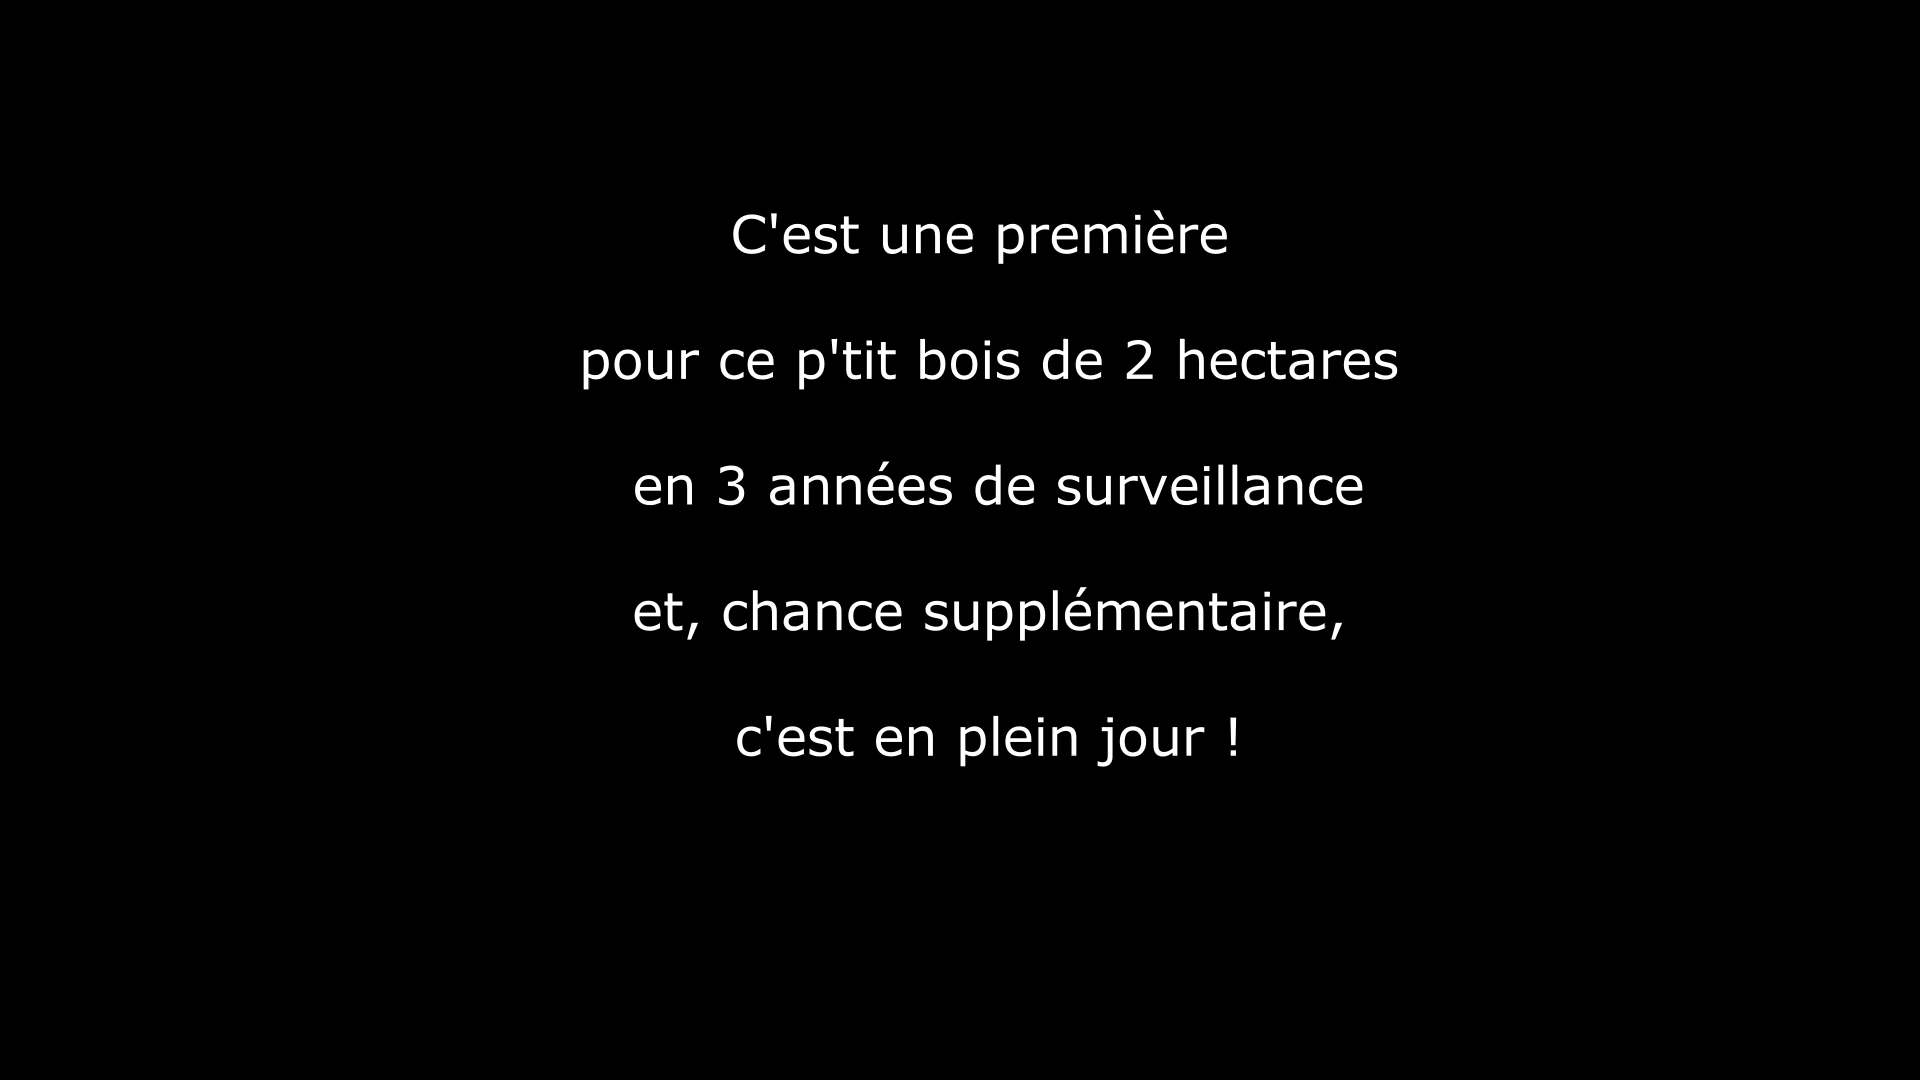 C'est une première
pour ce p'tit bois de 2 hectares
en 3 années de surveillance
et, chance supplémentaire,
c'est en plein jour !